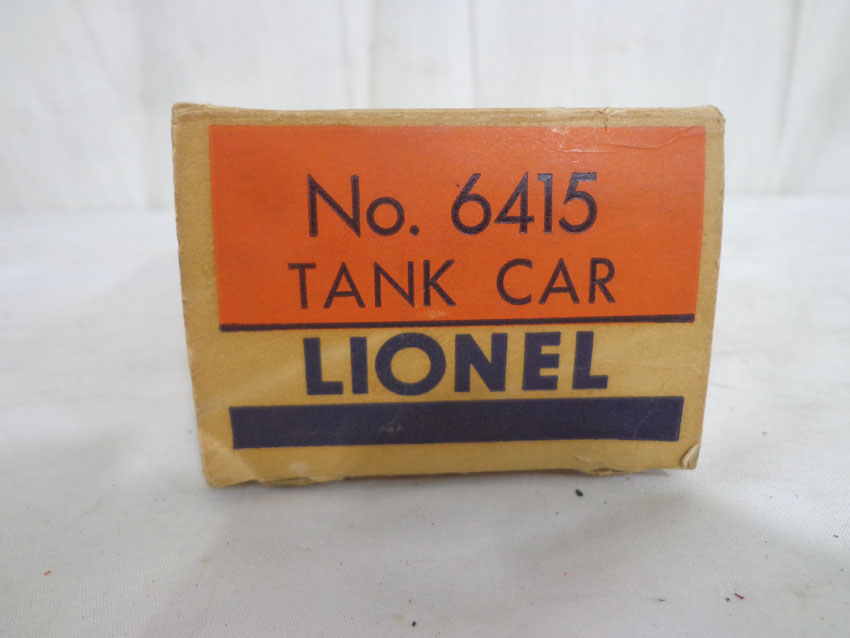 No. 6415
TANK CAR
LIONEL